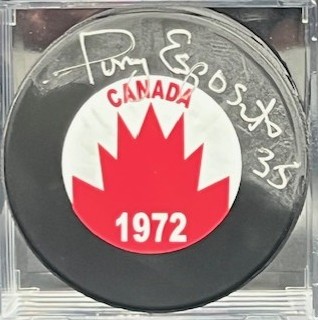 Tony Esposito
35
CANADA
1972